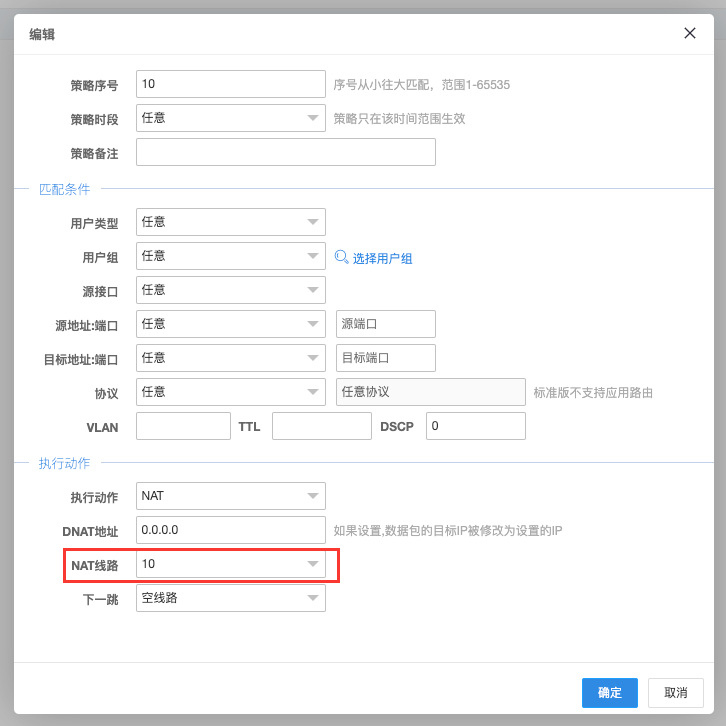 编辑
策略序号 10 序号从小往大匹配，范围1-65535
策略时段 任意 策略只在该时间范围生效
策略备注
匹配条件
用户类型 任意
用户组 任意 选择用户组
源接口 任意
源地址:端口 任意 源端口
目标地址:端口 任意 目标端口
协议 任意 任意协议 标准版不支持应用路由
VLAN TTL DSCP 0
执行动作
执行动作 NAT
DNAT地址 0.0.0.0 如果设置,数据包的目标IP被修改为设置的IP
NAT线路 10
下一跳 空线路
确定 取消